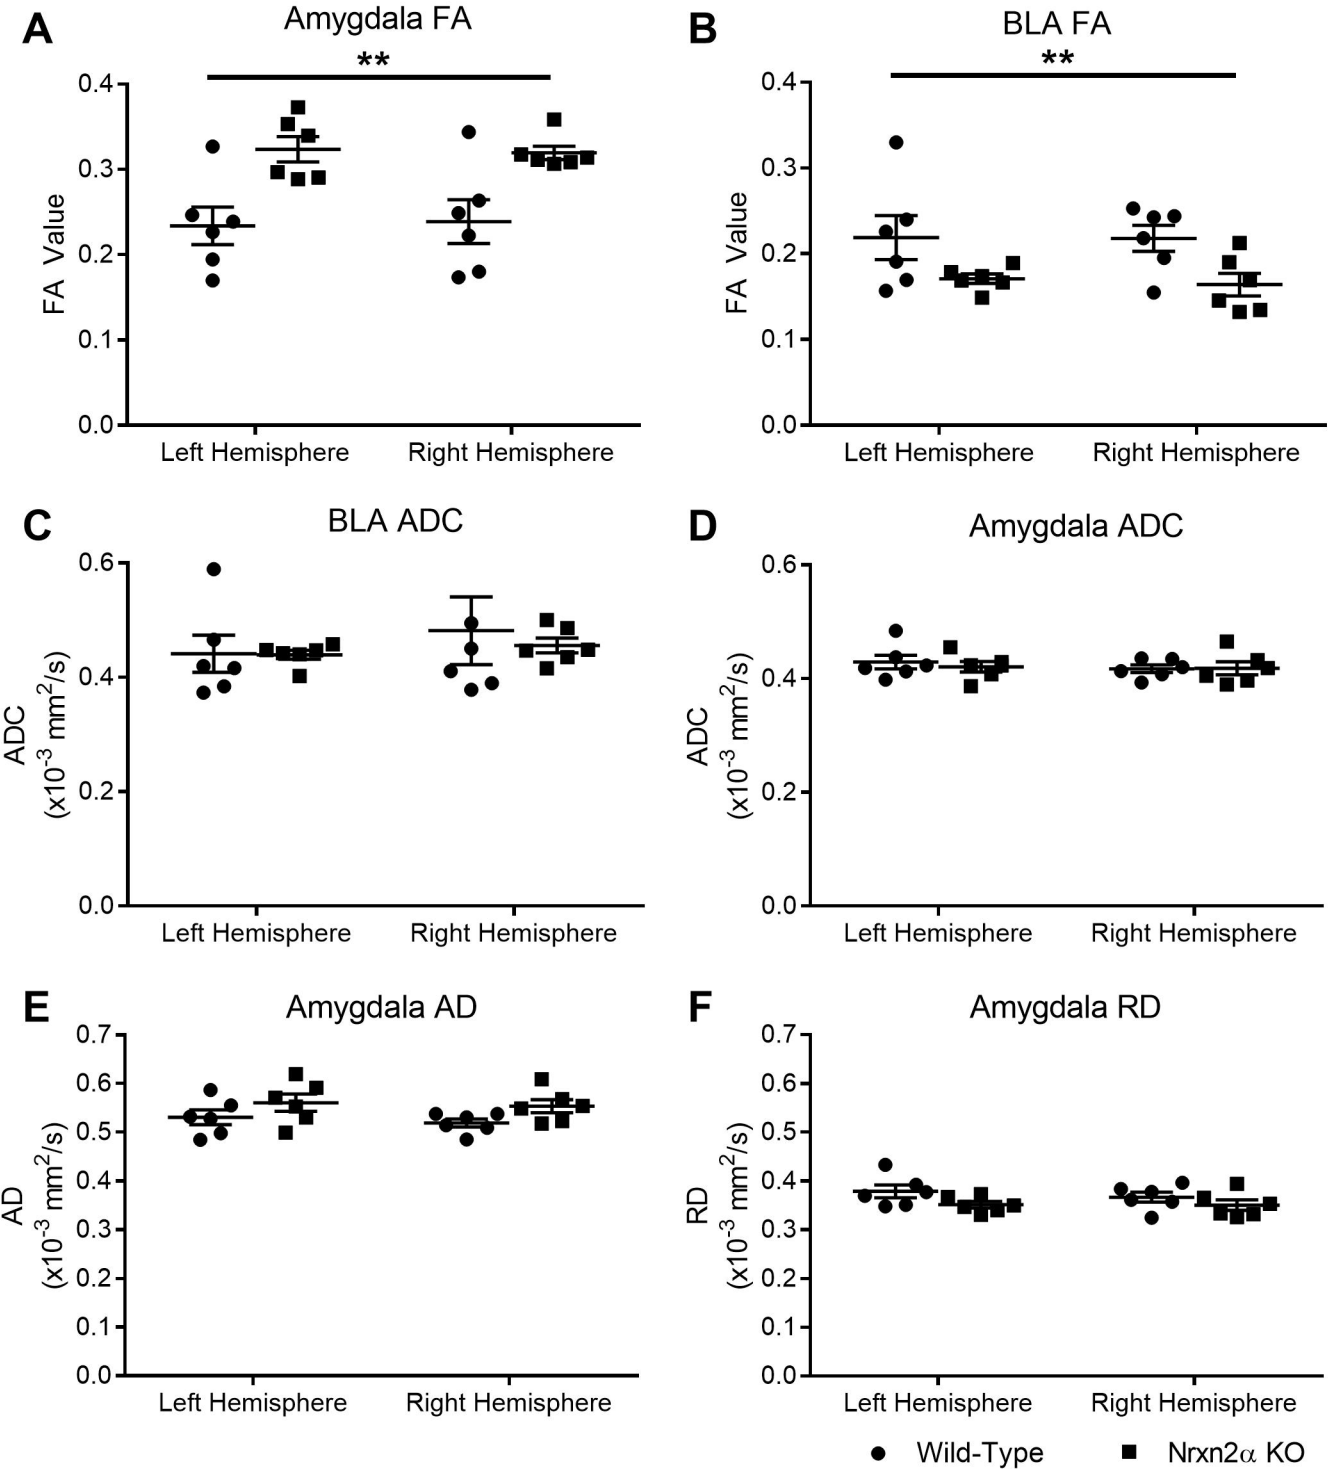 A
Amygdala FA
**
FA Value
0.4
0.3
0.2
0.1
0.0
Left Hemisphere
Right Hemisphere
B
BLA FA
**
FA Value
0.4
0.3
0.2
0.1
0.0
Left Hemisphere
Right Hemisphere
C
BLA ADC
ADC
(x10⁻³ mm²/s)
0.6
0.4
0.2
0.0
Left Hemisphere
Right Hemisphere
D
Amygdala ADC
ADC
(x10⁻³ mm²/s)
0.6
0.4
0.2
0.0
Left Hemisphere
Right Hemisphere
E
Amygdala AD
AD
(x10⁻³ mm²/s)
0.7
0.6
0.5
0.4
0.3
0.2
0.1
0.0
Left Hemisphere
Right Hemisphere
F
Amygdala RD
RD
(x10⁻³ mm²/s)
0.7
0.6
0.5
0.4
0.3
0.2
0.1
0.0
Left Hemisphere
Right Hemisphere
Wild-Type
Nrxn2α KO